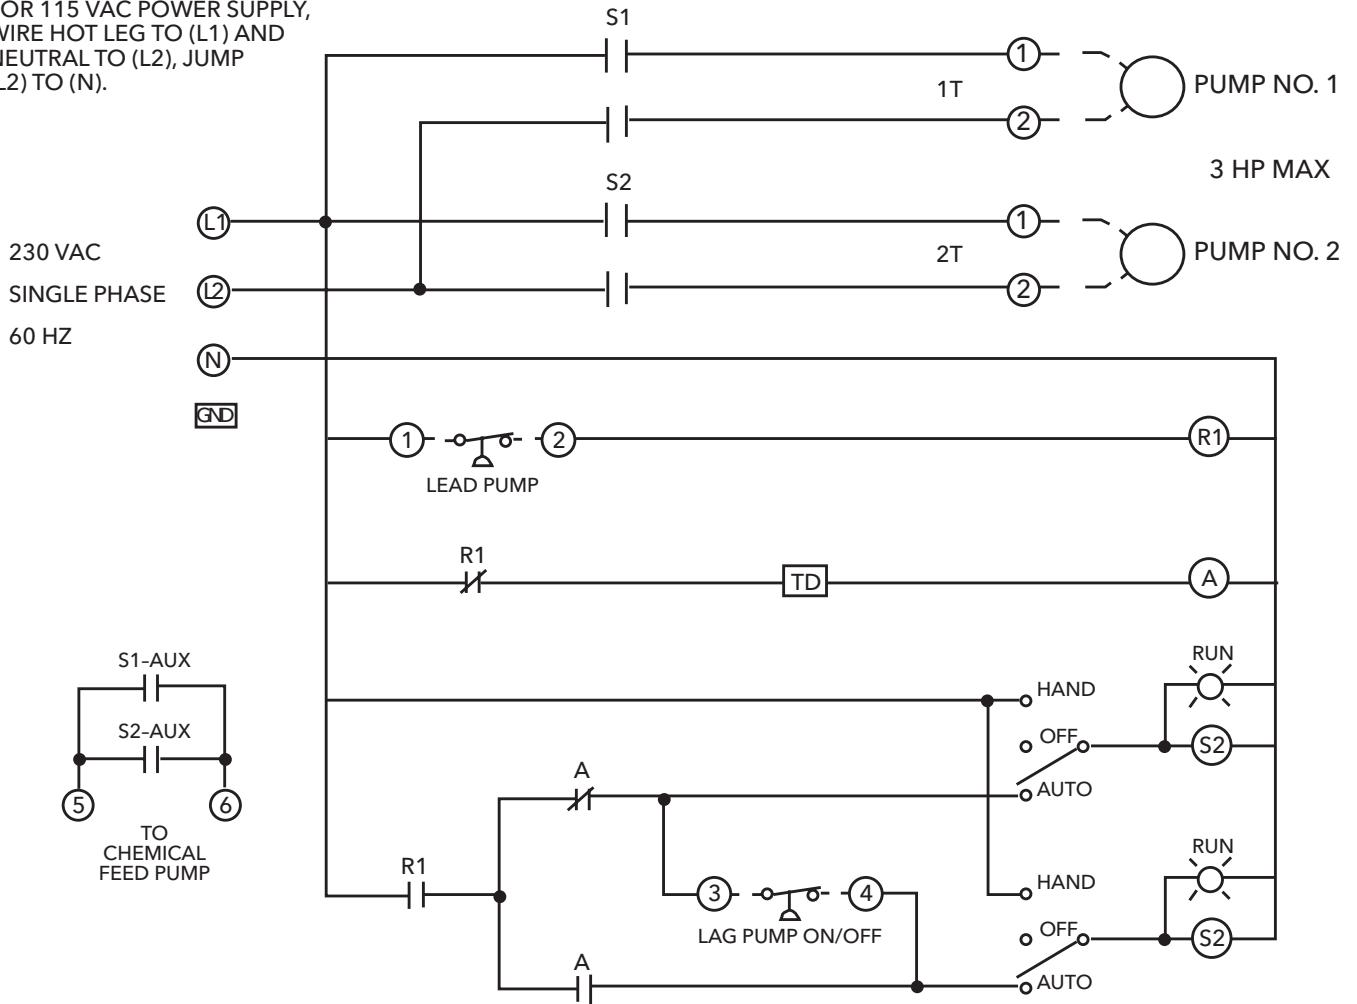 OR 115 VAC POWER SUPPLY,
WIRE HOT LEG TO (L1) AND
NEUTRAL TO (L2), JUMP
L2) TO (N).
S1
1
1T
2
PUMP NO. 1
3 HP MAX
S2
1
2T
2
PUMP NO. 2
L1
230 VAC
L2
SINGLE PHASE
60 HZ
N
GND
1
2
LEAD PUMP
R1
R1
TD
A
S1-AUX
S2-AUX
5
6
TO
CHEMICAL
FEED PUMP
HAND
OFF
AUTO
RUN
S2
A
R1
3
4
LAG PUMP ON/OFF
A
HAND
OFF
AUTO
RUN
S2